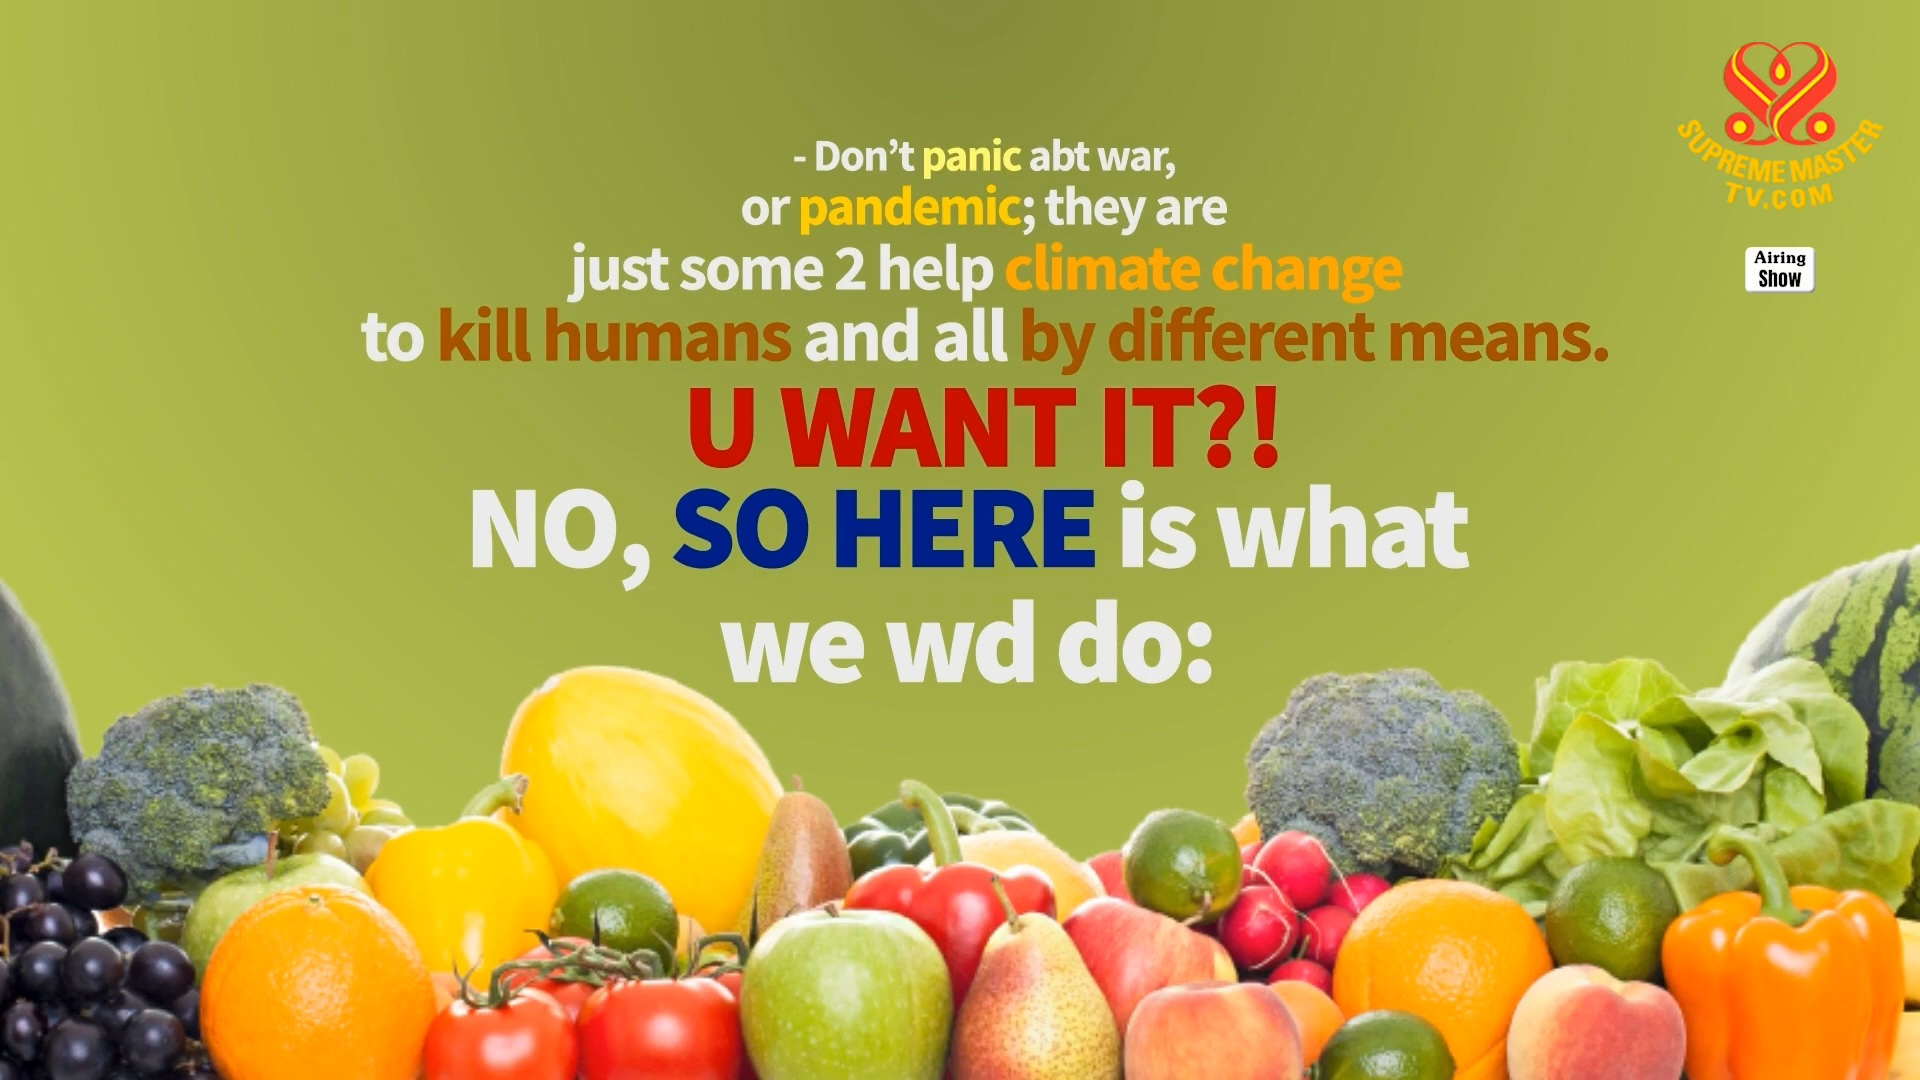 - Don't panic abt war,
or pandemic; they are
just some 2 help climate change
to kill humans and all by different means.
U WANT IT?!
NO, SO HERE is what
we wd do:
SUPREME MASTER
TV.COM
Airing
Show